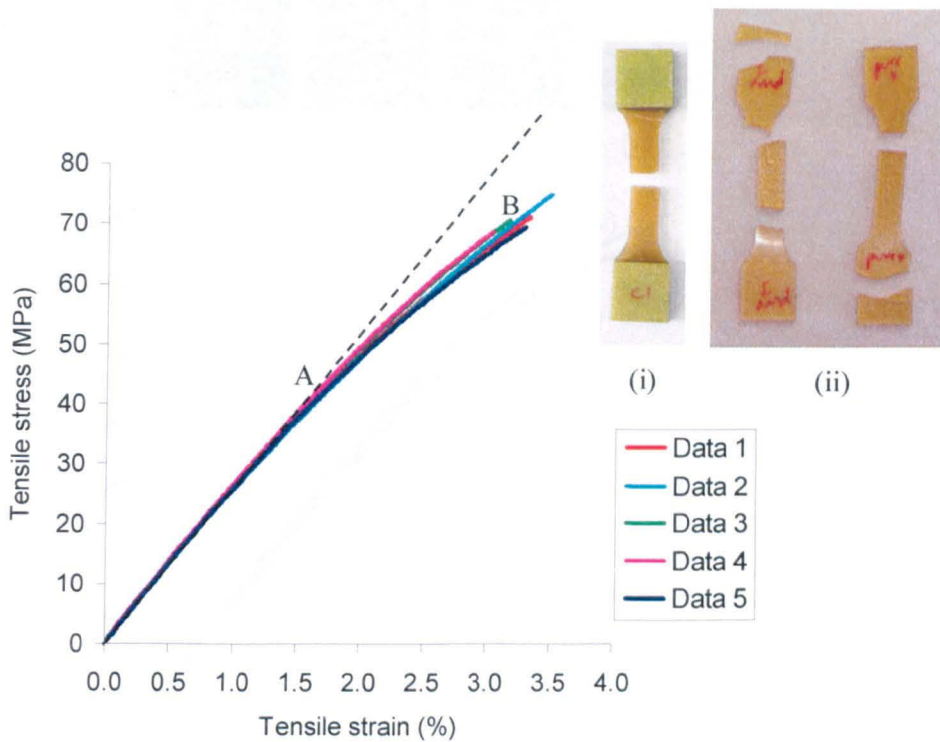 Tensile stress (MPa)
80
70
60
50
40
30
20
10
0
A
B
0.0 0.5 1.0 1.5 2.0 2.5 3.0 3.5 4.0
Tensile strain (%)
C1
(i)
(ii)
Data 1
Data 2
Data 3
Data 4
Data 5